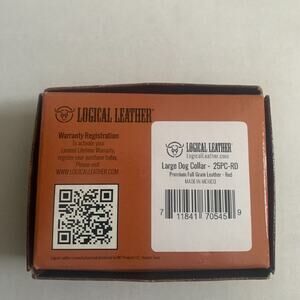 LOGICAL LEATHER
Warranty Registration
To activate your
Limited Lifetime Warranty,
register your purchase today.
Please visit
WWW.LOGICALLEATHER.COM
LOGICAL LEATHER
LogicalLeather.com
Large Dog Collar - 25PC-RD
Premium Full Grain Leather - Red
MADE IN MEXICO
7 11841 70545 9